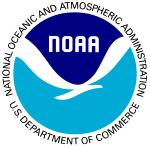 NATIONAL OCEANIC AND ATMOSPHERIC ADMINISTRATION
NOAA
U.S. DEPARTMENT OF COMMERCE